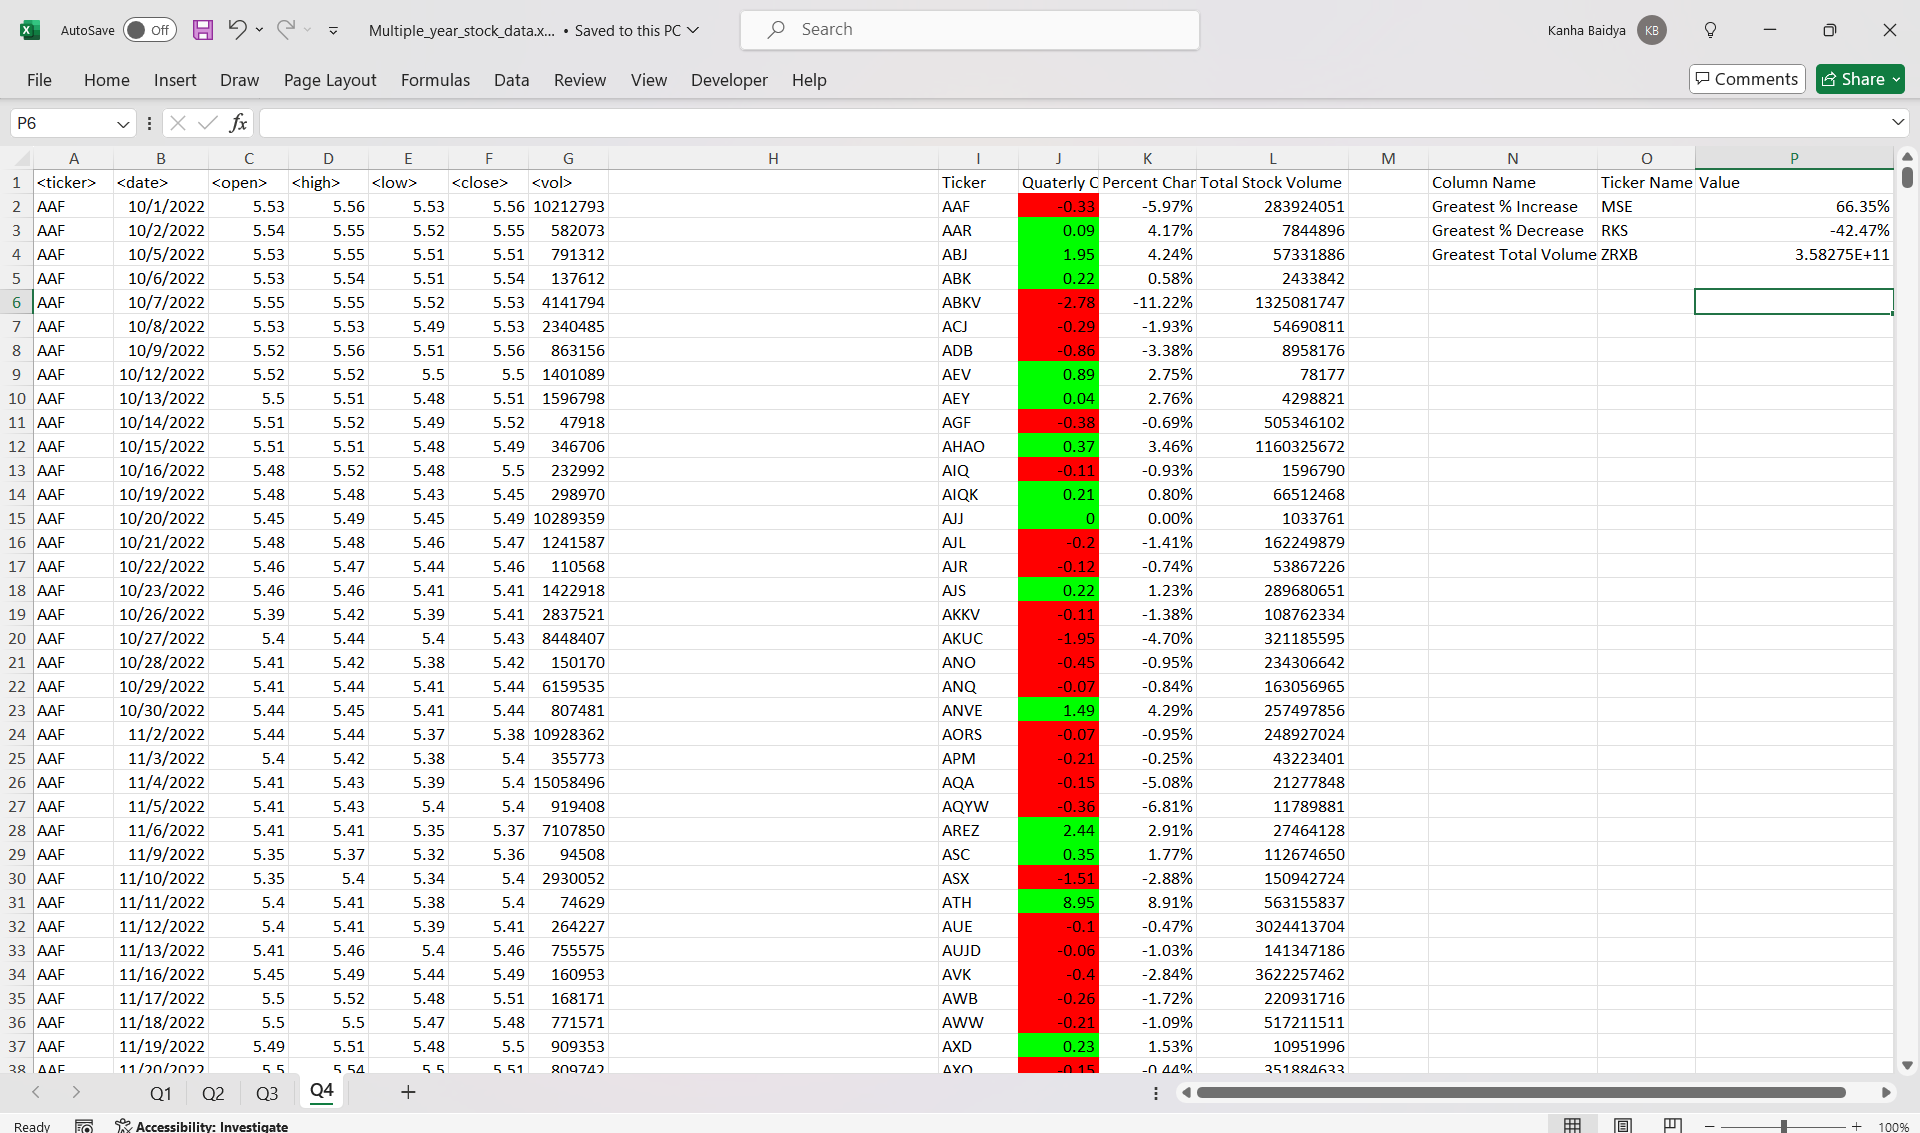 AutoSave Off Multiple_year_stock_data.x... • Saved to this PC Search Kanha Baidya KB
File Home Insert Draw Page Layout Formulas Data Review View Developer Help Comments Share
P6 fx
A B C D E F G H I J K L M N O P
1 <ticker> <date> <open> <high> <low> <close> <vol> Ticker Quaterly C Percent Char Total Stock Volume Column Name Ticker Name Value
2 AAF 10/1/2022 5.53 5.56 5.53 5.56 10212793 AAF -0.33 -5.97% 283924051 Greatest % Increase MSE 66.35%
3 AAF 10/2/2022 5.54 5.55 5.52 5.55 582073 AAR 0.09 4.17% 7844896 Greatest % Decrease RKS -42.47%
4 AAF 10/5/2022 5.53 5.55 5.51 5.51 791312 ABJ 1.95 4.24% 57331886 Greatest Total Volume ZRXB 3.58275E+11
5 AAF 10/6/2022 5.53 5.54 5.51 5.54 137612 ABK 0.22 0.58% 2433842
6 AAF 10/7/2022 5.55 5.55 5.52 5.53 4141794 ABKV -2.78 -11.22% 1325081747
7 AAF 10/8/2022 5.53 5.53 5.49 5.53 2340485 ACJ -0.29 -1.93% 54690811
8 AAF 10/9/2022 5.52 5.56 5.51 5.56 863156 ADB -0.86 -3.38% 8958176
9 AAF 10/12/2022 5.52 5.52 5.5 5.5 1401089 AEV 0.89 2.75% 78177
10 AAF 10/13/2022 5.5 5.51 5.48 5.51 1596798 AEY 0.04 2.76% 4298821
11 AAF 10/14/2022 5.51 5.52 5.49 5.52 47918 AGF -0.38 -0.69% 505346102
12 AAF 10/15/2022 5.51 5.51 5.48 5.49 346706 AHAO 0.37 3.46% 1160325672
13 AAF 10/16/2022 5.48 5.52 5.48 5.5 232992 AIQ -0.11 -0.93% 1596790
14 AAF 10/19/2022 5.48 5.48 5.43 5.45 298970 AIQK 0.21 0.80% 66512468
15 AAF 10/20/2022 5.45 5.49 5.45 5.49 10289359 AJJ 0 0.00% 1033761
16 AAF 10/21/2022 5.48 5.48 5.46 5.47 1241587 AJL -0.2 -1.41% 162249879
17 AAF 10/22/2022 5.46 5.47 5.44 5.46 110568 AJR -0.12 -0.74% 53867226
18 AAF 10/23/2022 5.46 5.46 5.41 5.41 1422918 AJS 0.22 1.23% 289680651
19 AAF 10/26/2022 5.39 5.42 5.39 5.41 2837521 AKKV -0.11 -1.38% 108762334
20 AAF 10/27/2022 5.4 5.44 5.4 5.43 8448407 AKUC -1.95 -4.70% 321185595
21 AAF 10/28/2022 5.41 5.42 5.38 5.42 150170 ANO -0.45 -0.95% 234306642
22 AAF 10/29/2022 5.41 5.44 5.41 5.44 6159535 ANQ -0.07 -0.84% 163056965
23 AAF 10/30/2022 5.44 5.45 5.41 5.44 807481 ANVE 1.49 4.29% 257497856
24 AAF 11/2/2022 5.44 5.44 5.37 5.38 10928362 AORS -0.07 -0.95% 248927024
25 AAF 11/3/2022 5.4 5.42 5.38 5.4 355773 APM -0.21 -0.25% 43223401
26 AAF 11/4/2022 5.41 5.43 5.39 5.4 15058496 AQA -0.15 -5.08% 21277848
27 AAF 11/5/2022 5.41 5.43 5.4 5.4 919408 AQYW -0.36 -6.81% 11789881
28 AAF 11/6/2022 5.41 5.41 5.35 5.37 7107850 AREZ 2.44 2.91% 27464128
29 AAF 11/9/2022 5.35 5.37 5.32 5.36 94508 ASC 0.35 1.77% 112674650
30 AAF 11/10/2022 5.35 5.4 5.34 5.4 2930052 ASX -1.51 -2.88% 150942724
31 AAF 11/11/2022 5.4 5.41 5.38 5.4 74629 ATH 8.95 8.91% 563155837
32 AAF 11/12/2022 5.4 5.41 5.39 5.41 264227 AUE -0.1 -0.47% 3024413704
33 AAF 11/13/2022 5.41 5.46 5.4 5.46 755575 AUJD -0.06 -1.03% 141347186
34 AAF 11/16/2022 5.45 5.49 5.44 5.49 160953 AVK -0.4 -2.84% 3622257462
35 AAF 11/17/2022 5.5 5.52 5.48 5.51 168171 AWB -0.26 -1.72% 220931716
36 AAF 11/18/2022 5.5 5.5 5.47 5.48 771571 AWW -0.21 -1.09% 517211511
37 AAF 11/19/2022 5.49 5.51 5.48 5.5 909353 AXD 0.23 1.53% 10951996
38 AAF 11/20/2022 5.5 5.54 5.5 5.51 809742 AXO -0.15 -0.44% 351884633
Q1 Q2 Q3 Q4
Ready Accessibility: Investigate 100%